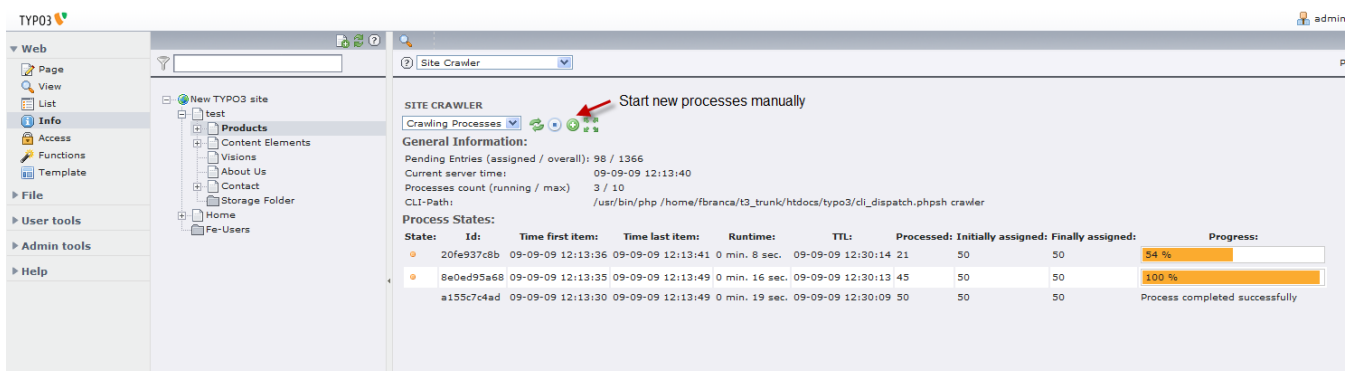 TYPO3
admin
Web
Page
View
List
Info
Access
Functions
Template
File
User tools
Admin tools
Help
New TYPO3 site
test
Products
Content Elements
Visions
About Us
Contact
Storage Folder
Home
Fe-Users
Site Crawler
P
SITE CRAWLER
Start new processes manually
Crawling Processes
General Information:
Pending Entries (assigned / overall): 98 / 1366
Current server time: 09-09-09 12:13:40
Processes count (running / max) 3 / 10
CLI-Path: /usr/bin/php /home/fbranca/t3_trunk/htdocs/typo3/cli_dispatch.phpsh crawler
Process States:
State: Id: Time first item: Time last item: Runtime: TTL: Processed: Initially assigned: Finally assigned: Progress:
20fe937c8b 09-09-09 12:13:36 09-09-09 12:13:41 0 min. 8 sec. 09-09-09 12:30:14 21 50 50 54 %
8e0ed95a68 09-09-09 12:13:35 09-09-09 12:13:49 0 min. 16 sec. 09-09-09 12:30:13 45 50 50 100 %
a155c7c4ad 09-09-09 12:13:30 09-09-09 12:13:49 0 min. 19 sec. 09-09-09 12:30:09 50 50 50 Process completed successfully